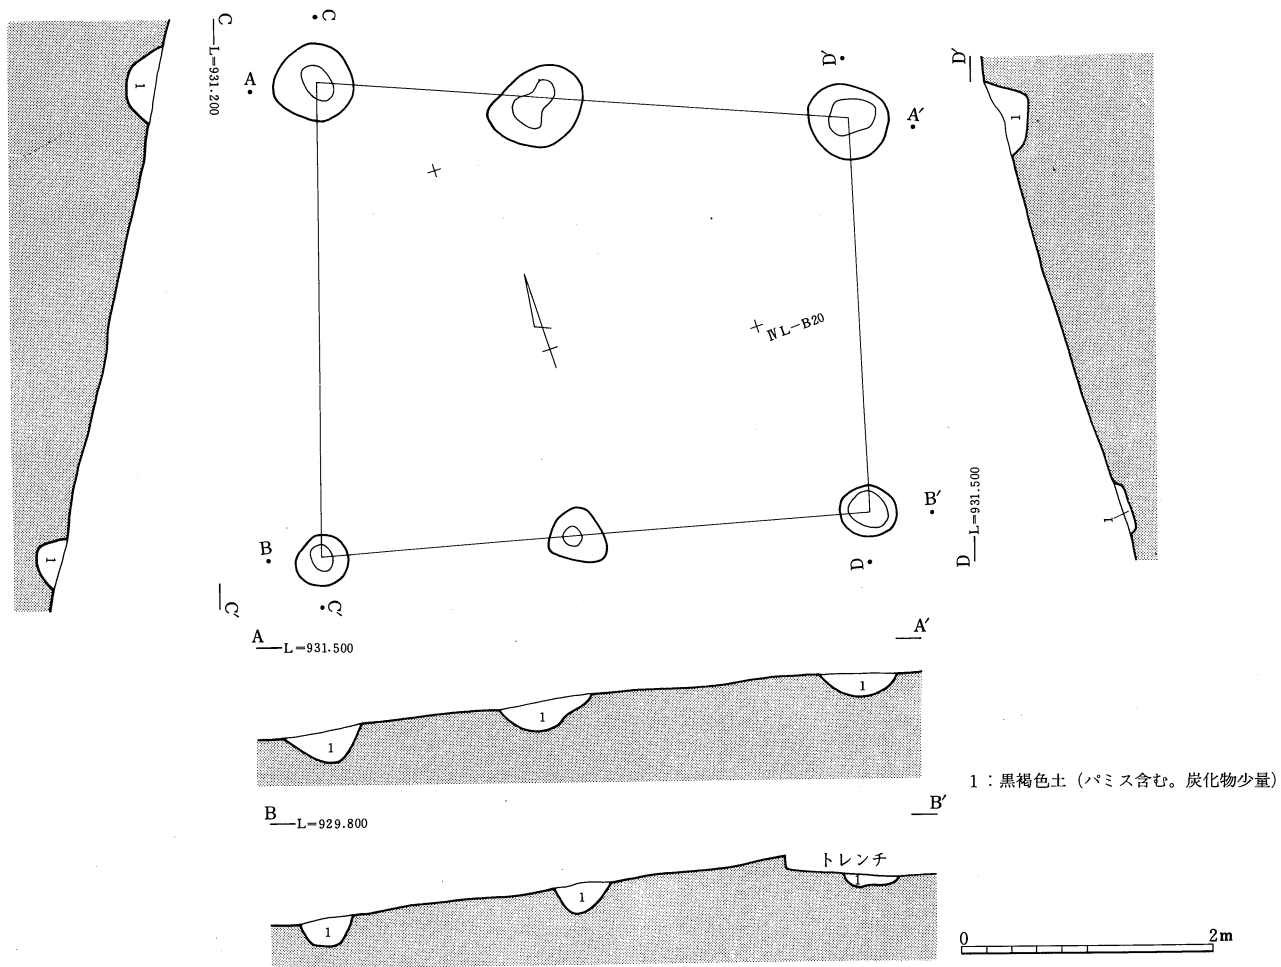 C
L=931.200
C
A
D′
A′
D′
1
1
ⅣL-B20
B
B′
D
L=931.500
D
1
1
C′
C′
A
L=931.500
A′
1
1
1
1：黒褐色土（パミス含む。炭化物少量）
B
L=929.800
B′
トレンチ
1
1
1
0
2m